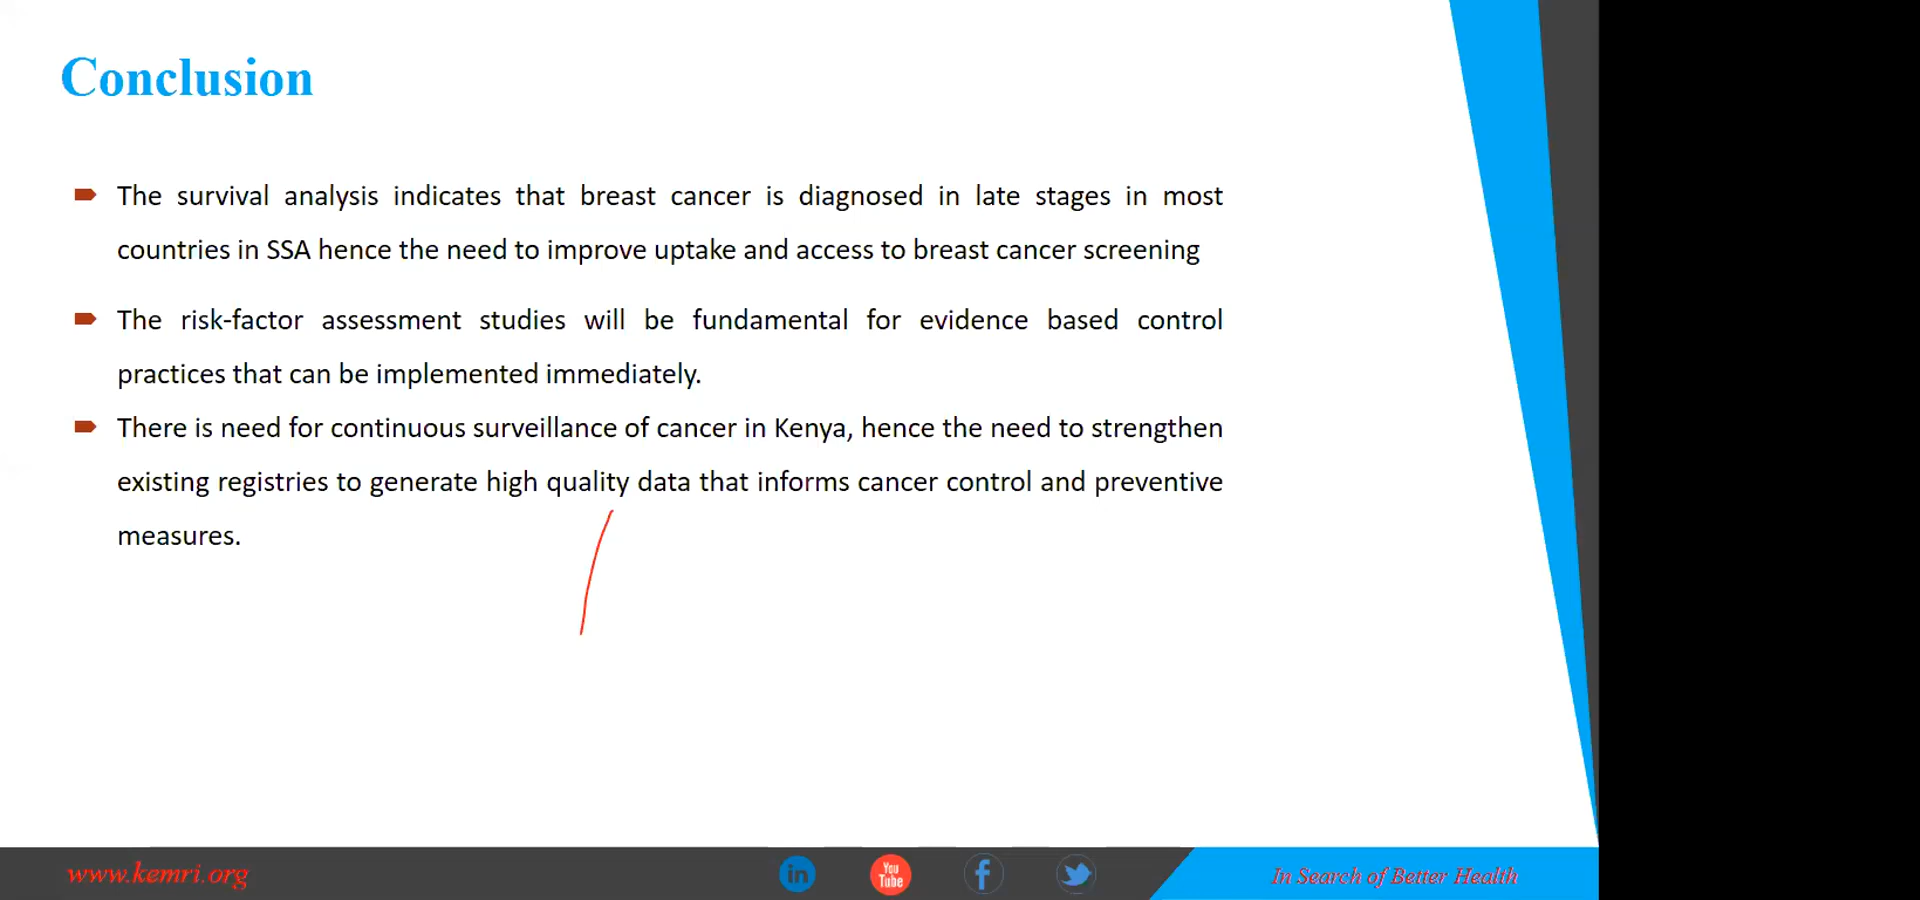 Conclusion
The survival analysis indicates that breast cancer is diagnosed in late stages in most
countries in SSA hence the need to improve uptake and access to breast cancer screening
The risk-factor assessment studies will be fundamental for evidence based control
practices that can be implemented immediately.
There is need for continuous surveillance of cancer in Kenya, hence the need to strengthen
existing registries to generate high quality data that informs cancer control and preventive
measures.
www.kemri.org
in
You
Tube
f
In Search of Better Health